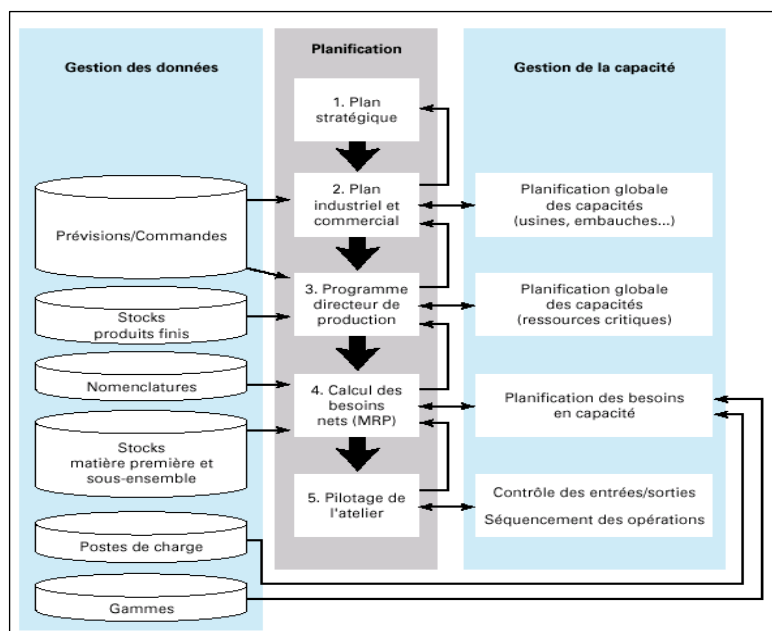 Gestion des données
Prévisions/Commandes
Stocks
produits finis
Nomenclatures
Stocks
matière première et
sous-ensemble
Postes de charge
Gammes
Planification
1. Plan
stratégique
2. Plan
industriel et
commercial
3. Programme
directeur de
production
4. Calcul des
besoins
nets (MRP)
5. Pilotage de
l'atelier
Gestion de la capacité
Planification globale
des capacités
(usines, embauches...)
Planification globale
des capacités
(ressources critiques)
Planification des besoins
en capacité
Contrôle des entrées/sorties
Séquencement des opérations